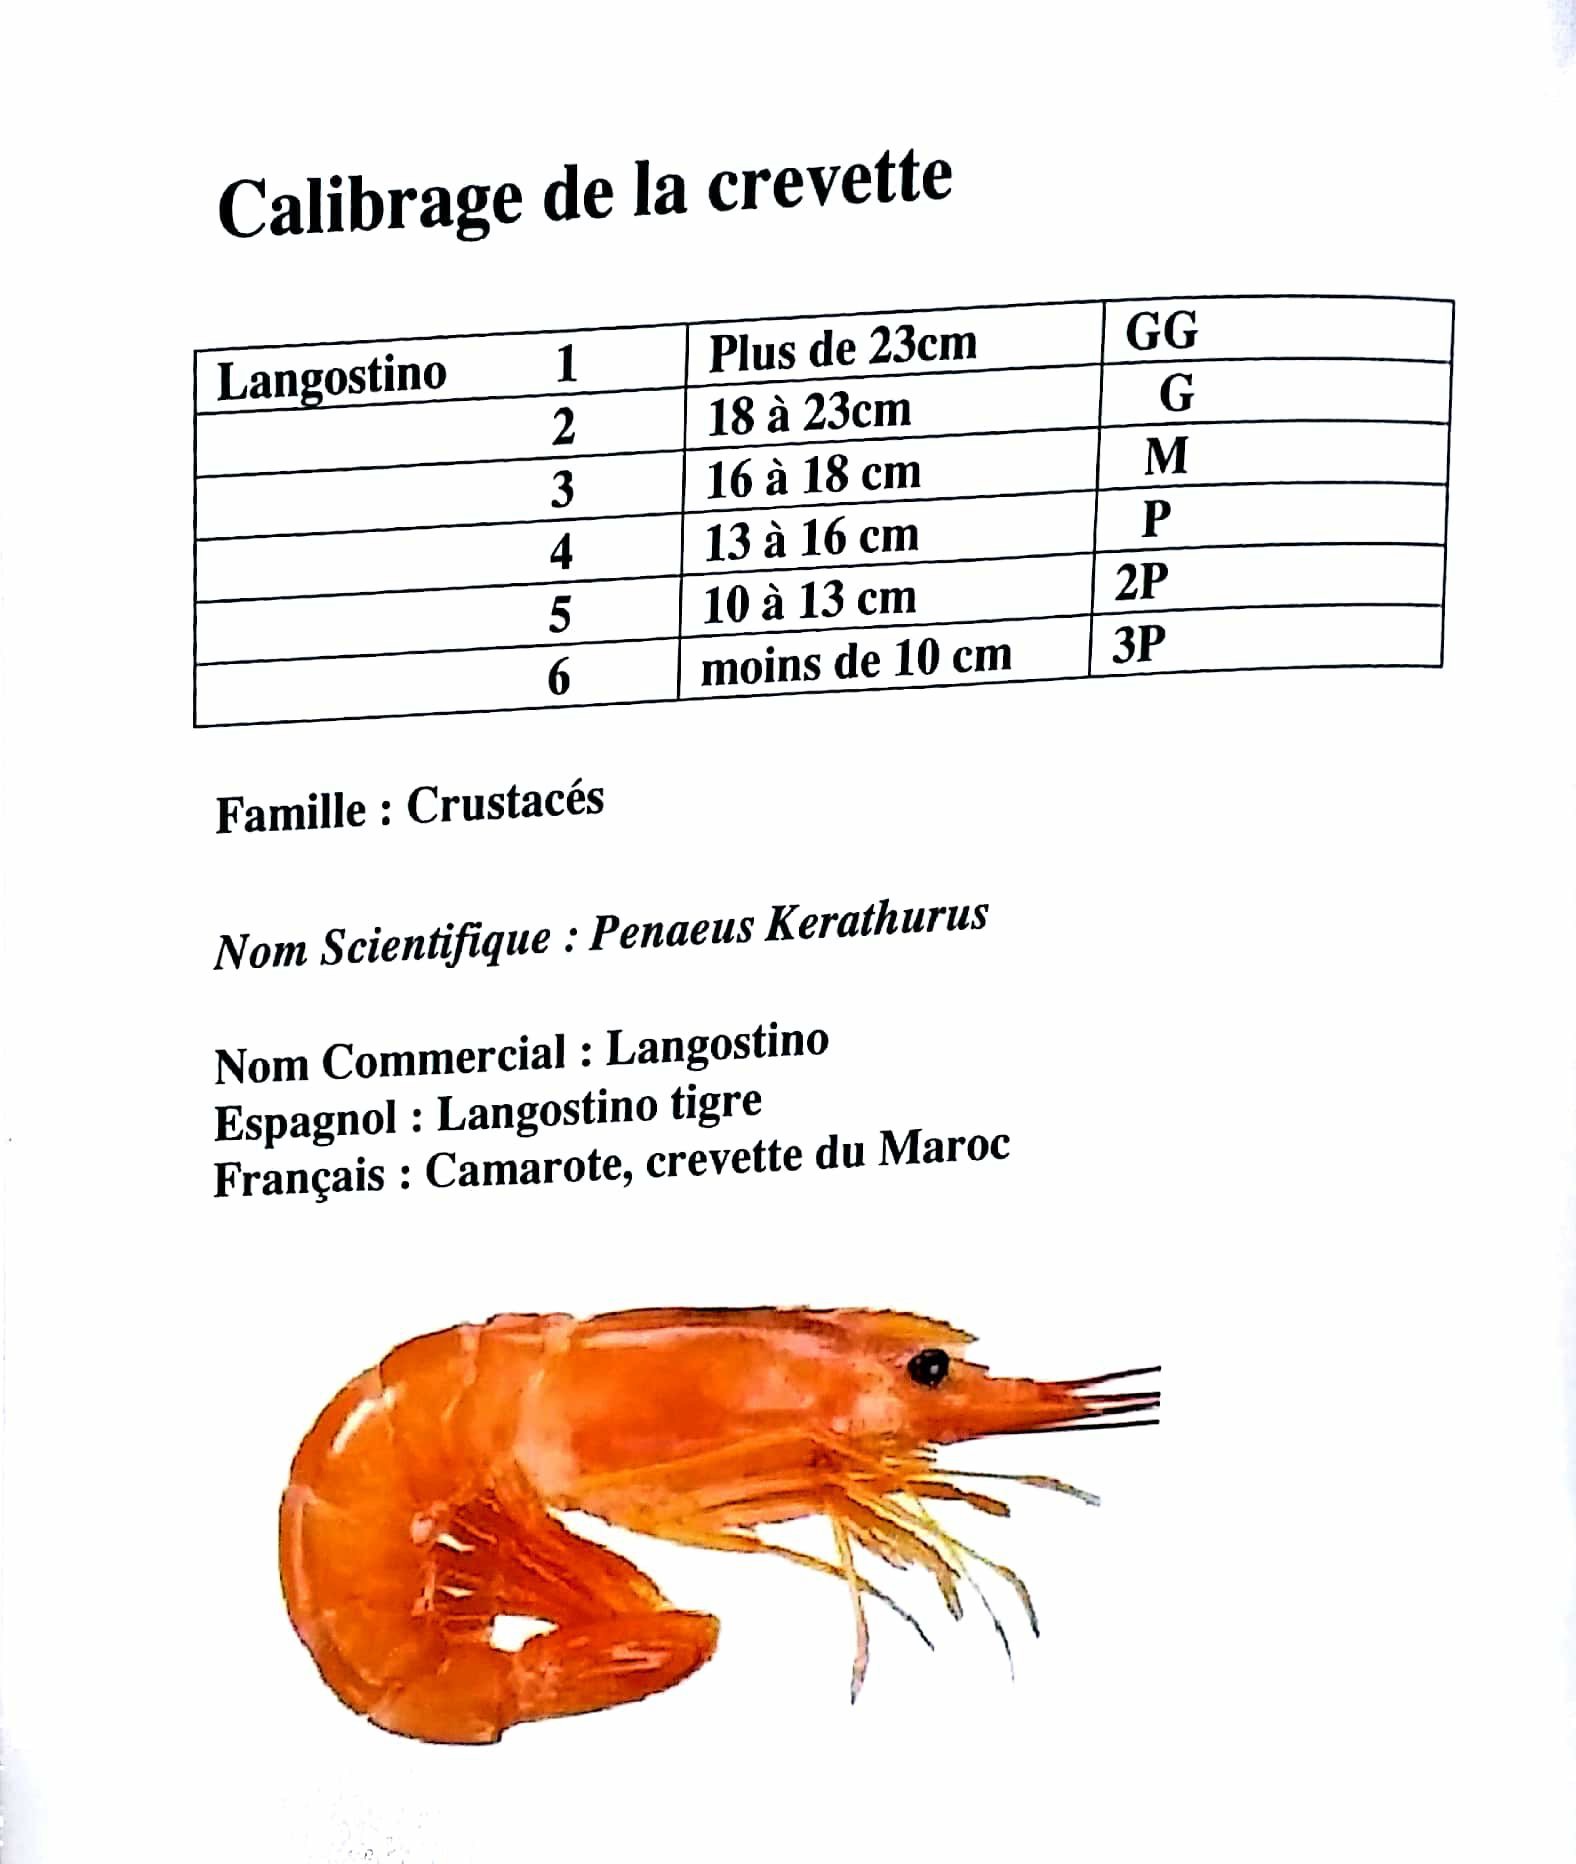 Calibrage de la crevette
Langostino 1 Plus de 23cm GG
2 18 à 23cm G
3 16 à 18 cm M
4 13 à 16 cm P
5 10 à 13 cm 2P
6 moins de 10 cm 3P
Famille : Crustacés
Nom Scientifique : Penaeus Kerathurus
Nom Commercial : Langostino
Espagnol : Langostino tigre
Français : Camarote, crevette du Maroc